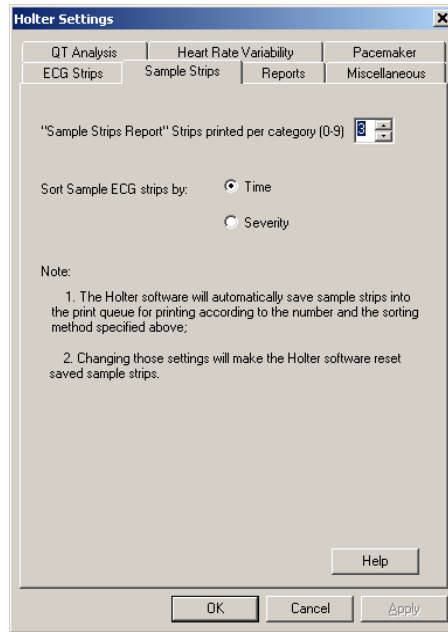 Holter Settings
QT Analysis
Heart Rate Variability
Pacemaker
ECG Strips
Sample Strips
Reports
Miscellaneous
"Sample Strips Report" Strips printed per category (0-9) 3
Sort Sample ECG strips by:
Time
Severity
Note:
1. The Holter software will automatically save sample strips into
the print queue for printing according to the number and the sorting
method specified above;
2. Changing those settings will make the Holter software reset
saved sample strips.
Help
OK
Cancel
Apply